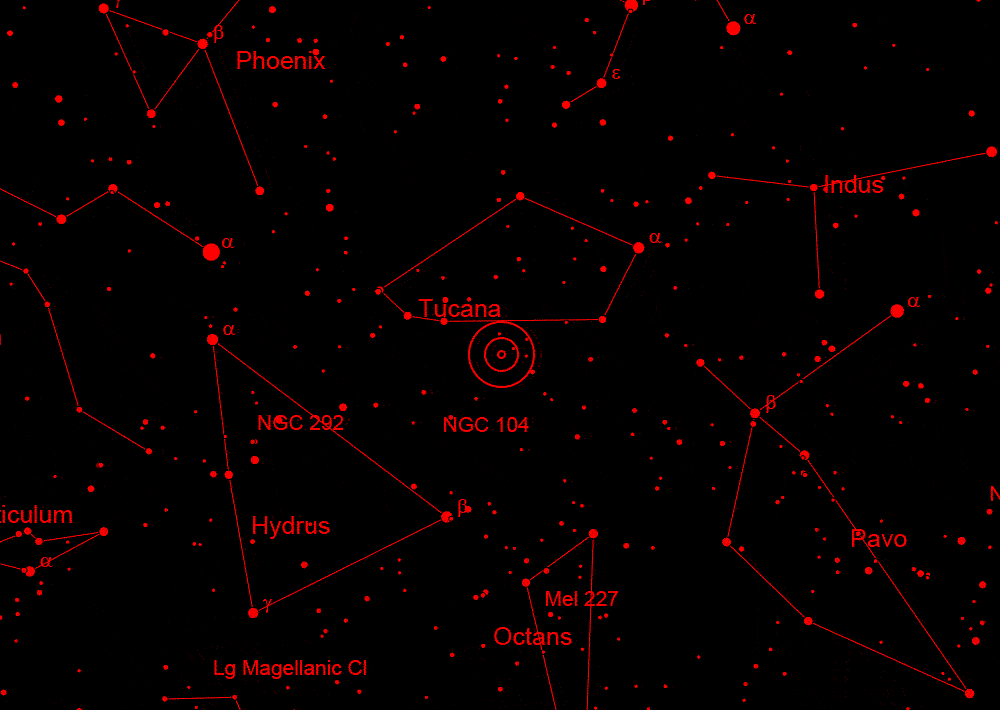 α
β
Phoenix
ε
Indus
α
α
Tucana
α
α
β
NGC 292
NGC 104
β
ticulum
Hydrus
Pavo
α
Mel 227
γ
Octans
Lg Magellanic Cl